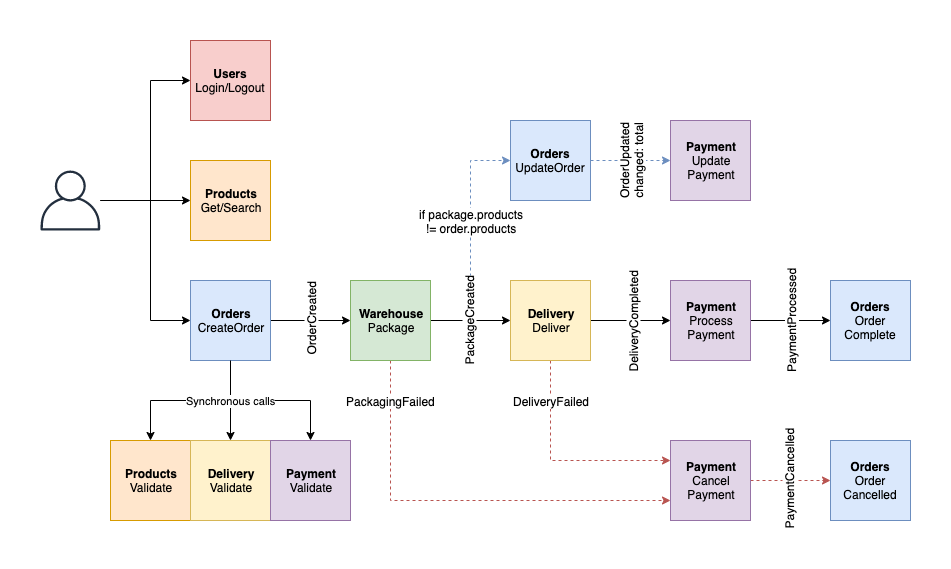 Users
Login/Logout
Products
Get/Search
Orders
UpdateOrder
OrderUpdated
changed: total
Payment
Update
Payment
if package.products
!= order.products
Orders
CreateOrder
OrderCreated
Warehouse
Package
PackageCreated
Delivery
Deliver
DeliveryCompleted
Payment
Process
Payment
PaymentProcessed
Orders
Order
Complete
Synchronous calls
PackagingFailed
DeliveryFailed
Products
Validate
Delivery
Validate
Payment
Validate
Payment
Cancel
Payment
PaymentCancelled
Orders
Order
Cancelled